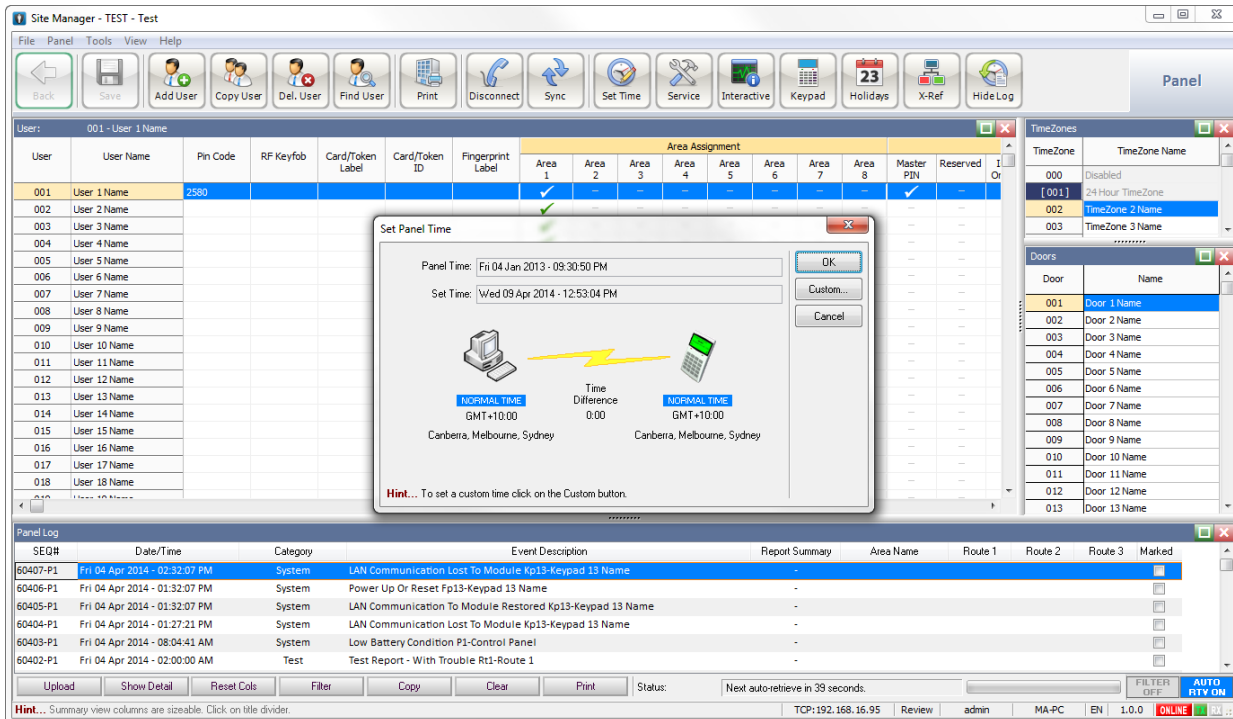 Site Manager - TEST - Test
File Panel Tools View Help
Back Save Add User Copy User Del. User Find User Print Disconnect Sync Set Time Service Interactive Keypad 23 Holidays X-Ref Hide Log Panel
User: 001 - User 1 Name
User User Name Pin Code RF Keyfob Card/Token Label Card/Token ID Fingerprint Label Area Assignment
Area 1 Area 2 Area 3 Area 4 Area 5 Area 6 Area 7 Area 8 Master PIN Reserved
001 User 1 Name 2580
002 User 2 Name
003 User 3 Name
004 User 4 Name
005 User 5 Name
006 User 6 Name
007 User 7 Name
008 User 8 Name
009 User 9 Name
010 User 10 Name
011 User 11 Name
012 User 12 Name
013 User 13 Name
014 User 14 Name
015 User 15 Name
016 User 16 Name
017 User 17 Name
018 User 18 Name
TimeZones
TimeZone TimeZone Name
000 Disabled
[001] 24 Hour TimeZone
002 TimeZone 2 Name
003 TimeZone 3 Name
Doors
Door Name
001 Door 1 Name
002 Door 2 Name
003 Door 3 Name
004 Door 4 Name
005 Door 5 Name
006 Door 6 Name
007 Door 7 Name
008 Door 8 Name
009 Door 9 Name
010 Door 10 Name
011 Door 11 Name
012 Door 12 Name
013 Door 13 Name
Set Panel Time
Panel Time: Fri 04 Jan 2013 - 09:30:50 PM
Set Time: Wed 09 Apr 2014 - 12:53:04 PM
OK
Custom...
Cancel
Time Difference
0:00
NORMAL TIME
GMT+10:00
Canberra, Melbourne, Sydney
NORMAL TIME
GMT+10:00
Canberra, Melbourne, Sydney
Hint... To set a custom time click on the Custom button.
Panel Log
SEQ# Date/Time Category Event Description Report Summary Area Name Route 1 Route 2 Route 3 Marked
60407-P1 Fri 04 Apr 2014 - 02:32:07 PM System LAN Communication Lost To Module Kp13-Keypad 13 Name -
60406-P1 Fri 04 Apr 2014 - 01:32:07 PM System Power Up Or Reset Fp13-Keypad 13 Name -
60405-P1 Fri 04 Apr 2014 - 01:32:07 PM System LAN Communication To Module Restored Kp13-Keypad 13 Name -
60404-P1 Fri 04 Apr 2014 - 01:27:21 PM System LAN Communication Lost To Module Kp13-Keypad 13 Name -
60403-P1 Fri 04 Apr 2014 - 08:04:41 AM System Low Battery Condition P1-Control Panel -
60402-P1 Fri 04 Apr 2014 - 02:00:00 AM Test Test Report - With Trouble Rt1-Route 1 -
Upload Show Detail Reset Cols Filter Copy Clear Print Status: Next auto-retrieve in 39 seconds. FILTER OFF AUTO RTV ON
Hint... Summary view columns are sizeable. Click on title divider. TCP:192.168.16.95 Review admin MA-PC EN 1.0.0 ONLINE